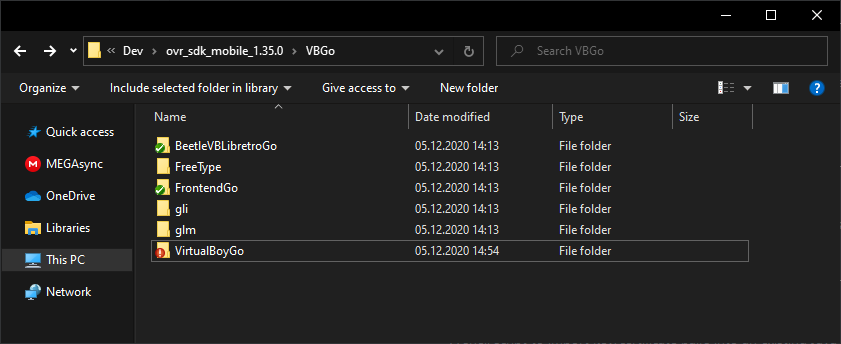 « Dev > ovr_sdk_mobile_1.35.0 > VBGo
Search VBGo
Organize Include selected folder in library Give access to New folder
Name Date modified Type Size
Quick access
MEGAsync
OneDrive
Libraries
This PC
Network
BeetleVBLibretroGo 05.12.2020 14:13 File folder
FreeType 05.12.2020 14:13 File folder
FrontendGo 05.12.2020 14:13 File folder
gli 05.12.2020 14:13 File folder
glm 05.12.2020 14:13 File folder
VirtualBoyGo 05.12.2020 14:54 File folder